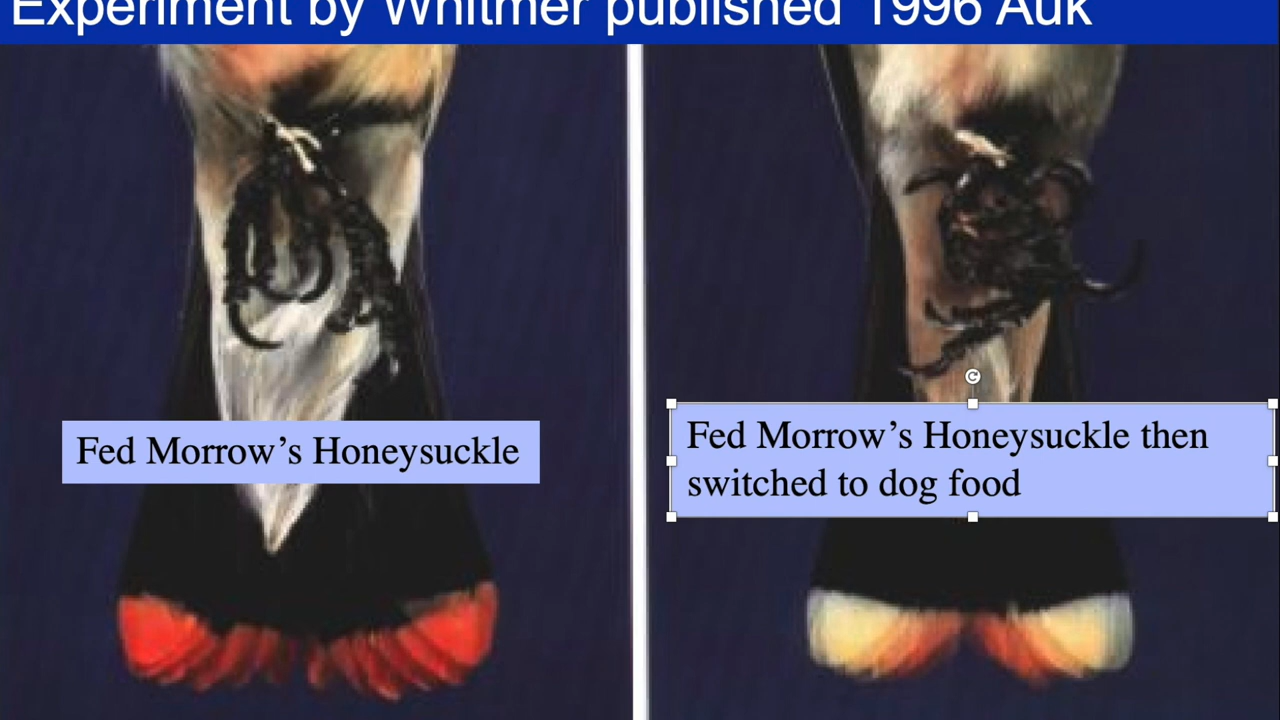 Experiment by Whitmer published 1996 Auk
Fed Morrow’s Honeysuckle
Fed Morrow’s Honeysuckle then
switched to dog food